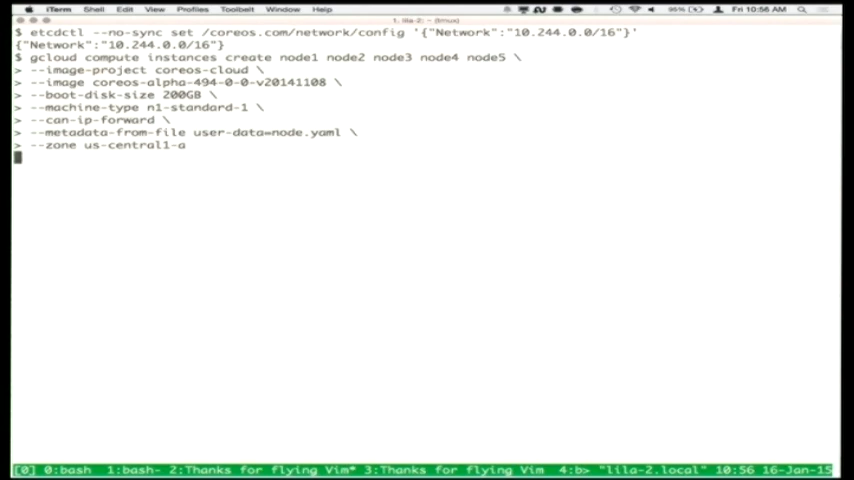 iTerm Shell Edit View Profiles Toolbelt Window Help 95% Fri 10:56 AM
1. lila-2: ~ (tmux)
$ etcdctl --no-sync set /coreos.com/network/config '{"Network":"10.244.0.0/16"}'
{"Network":"10.244.0.0/16"}
$ gcloud compute instances create node1 node2 node3 node4 node5 \
> --image-project coreos-cloud \
> --image coreos-alpha-494-0-0-v20141108 \
> --boot-disk-size 200GB \
> --machine-type n1-standard-1 \
> --can-ip-forward \
> --metadata-from-file user-data=node.yaml \
> --zone us-central1-a
[0] 0:bash 1:bash- 2:Thanks for flying Vim* 3:Thanks for flying Vim 4:b> "lila-2.local" 10:56 16-Jan-15